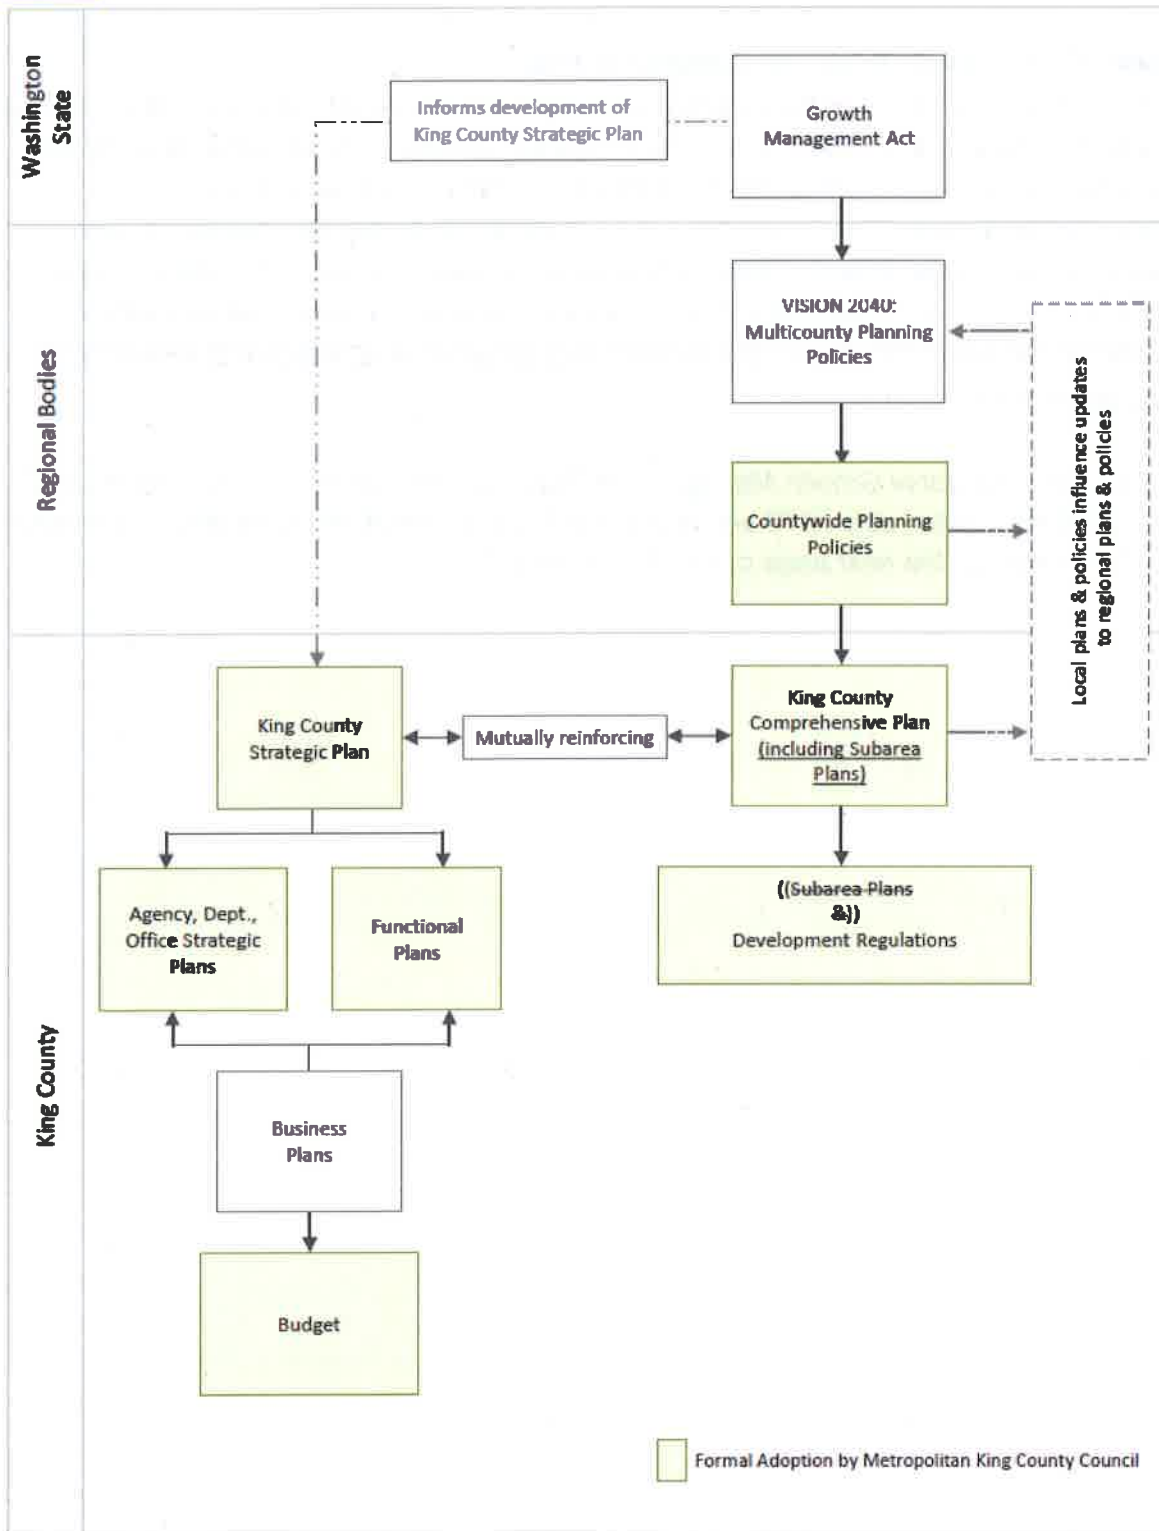 Washington
State
Informs development of
King County Strategic Plan
Growth
Management Act
Regional Bodies
VISION 2040:
Multicounty Planning
Policies
Countywide Planning
Policies
Local plans & policies influence updates
to regional plans & policies
King County
King County
Strategic Plan
Mutually reinforcing
King County
Comprehensive Plan
(including Subarea
Plans)
Agency, Dept.,
Office Strategic
Plans
Functional
Plans
((Subarea Plans
&))
Development Regulations
Business
Plans
Budget
Formal Adoption by Metropolitan King County Council